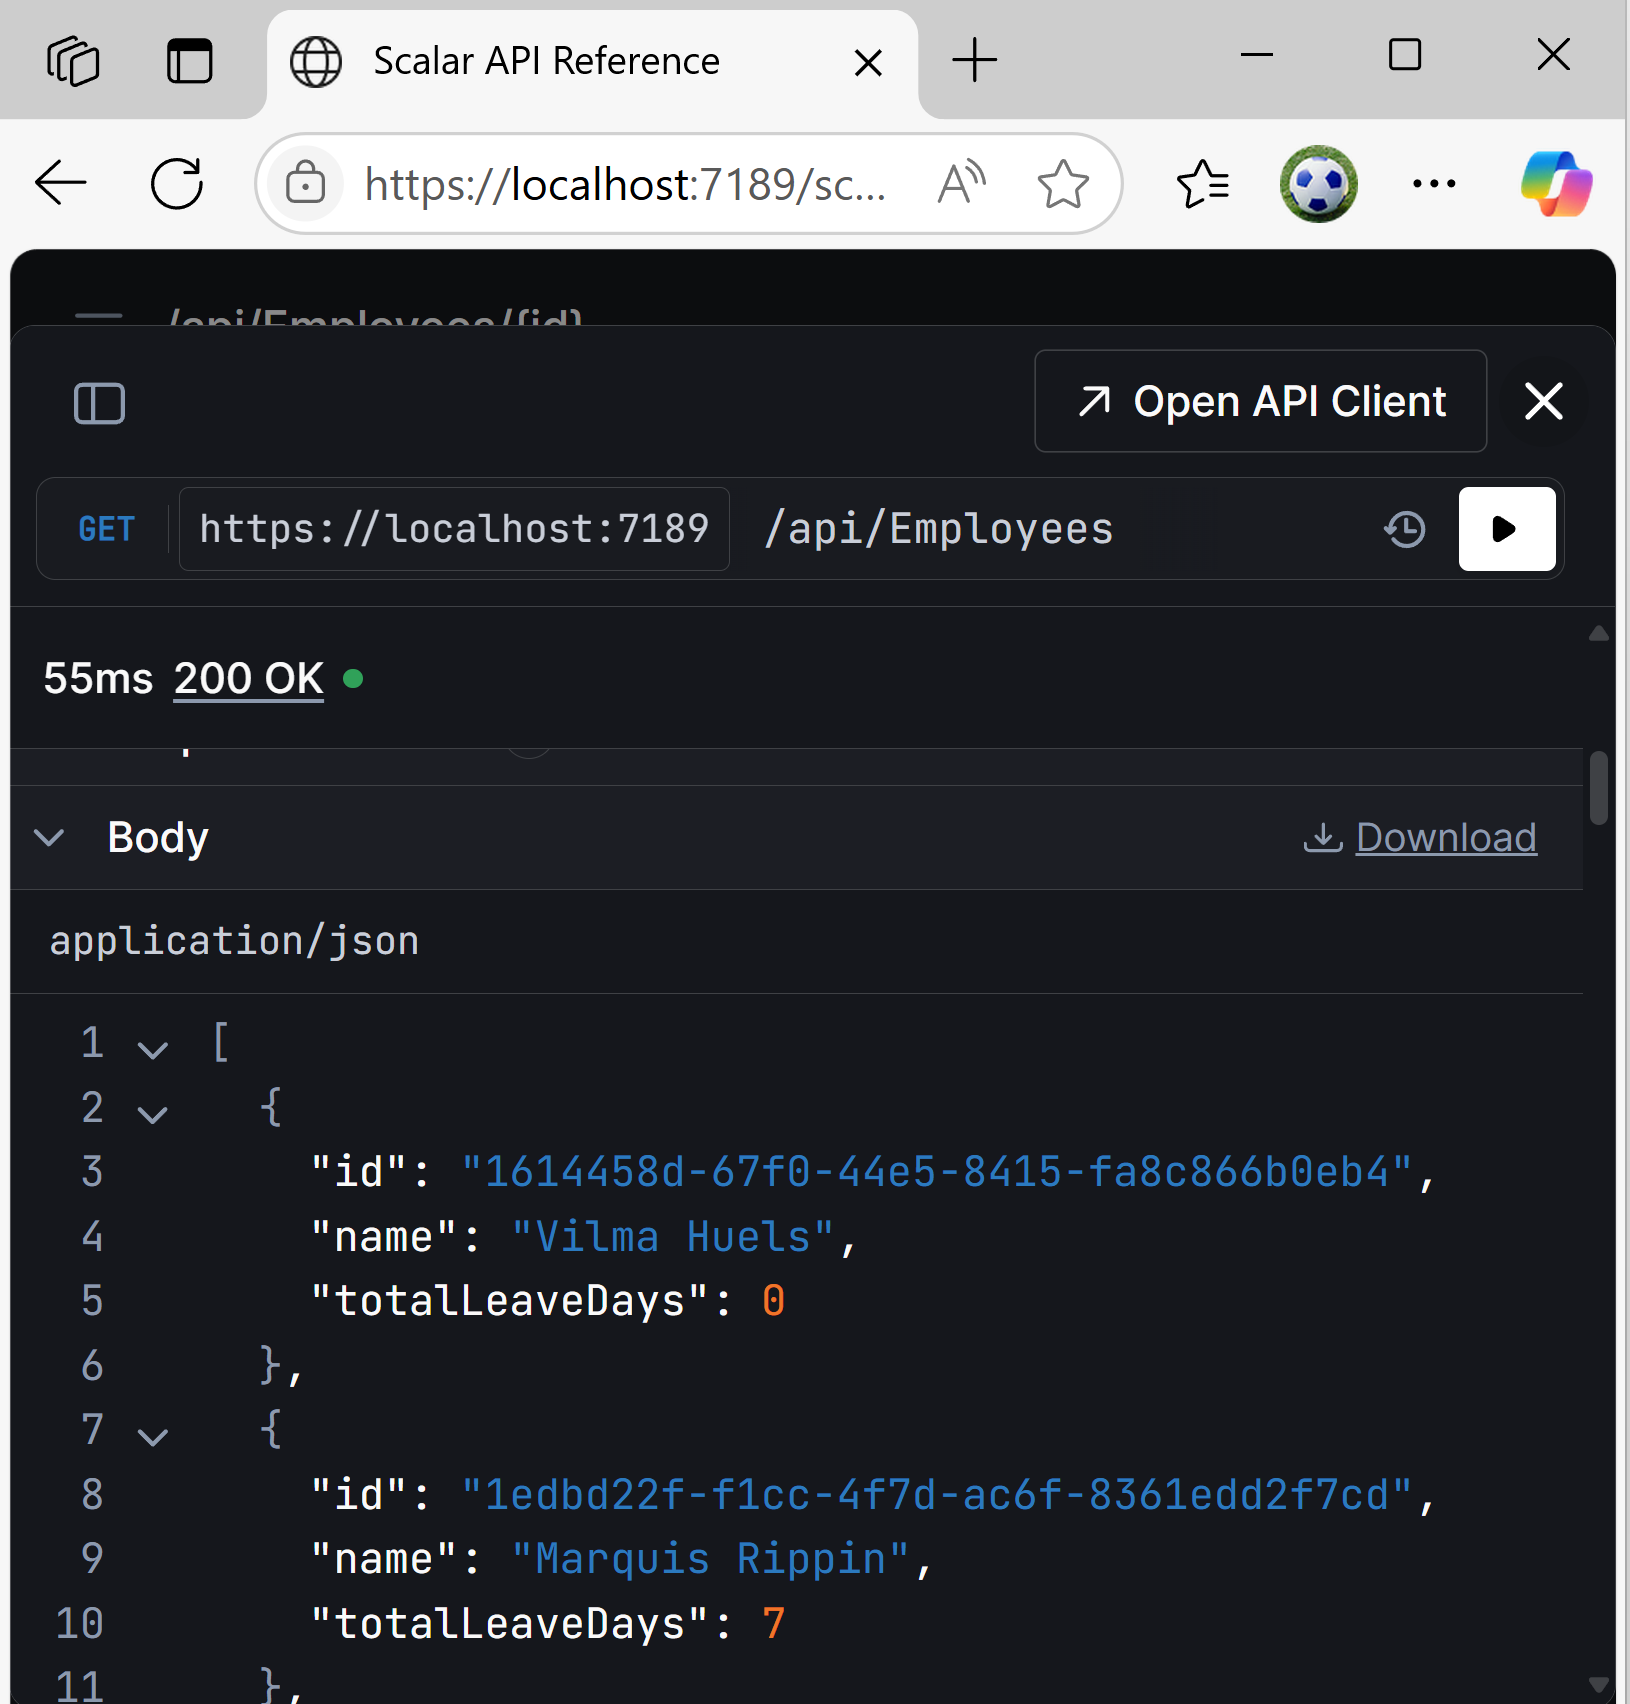 Scalar API Reference
https://localhost:7189/sc...
/api/Employees/{id}
Open API Client
GET https://localhost:7189 /api/Employees
55ms 200 OK
Body
Download
application/json
1 [
2 {
3 "id": "1614458d-67f0-44e5-8415-fa8c866b0eb4",
4 "name": "Vilma Huels",
5 "totalLeaveDays": 0
6 },
7 {
8 "id": "1edbd22f-f1cc-4f7d-ac6f-8361edd2f7cd",
9 "name": "Marquis Rippin",
10 "totalLeaveDays": 7
11 },